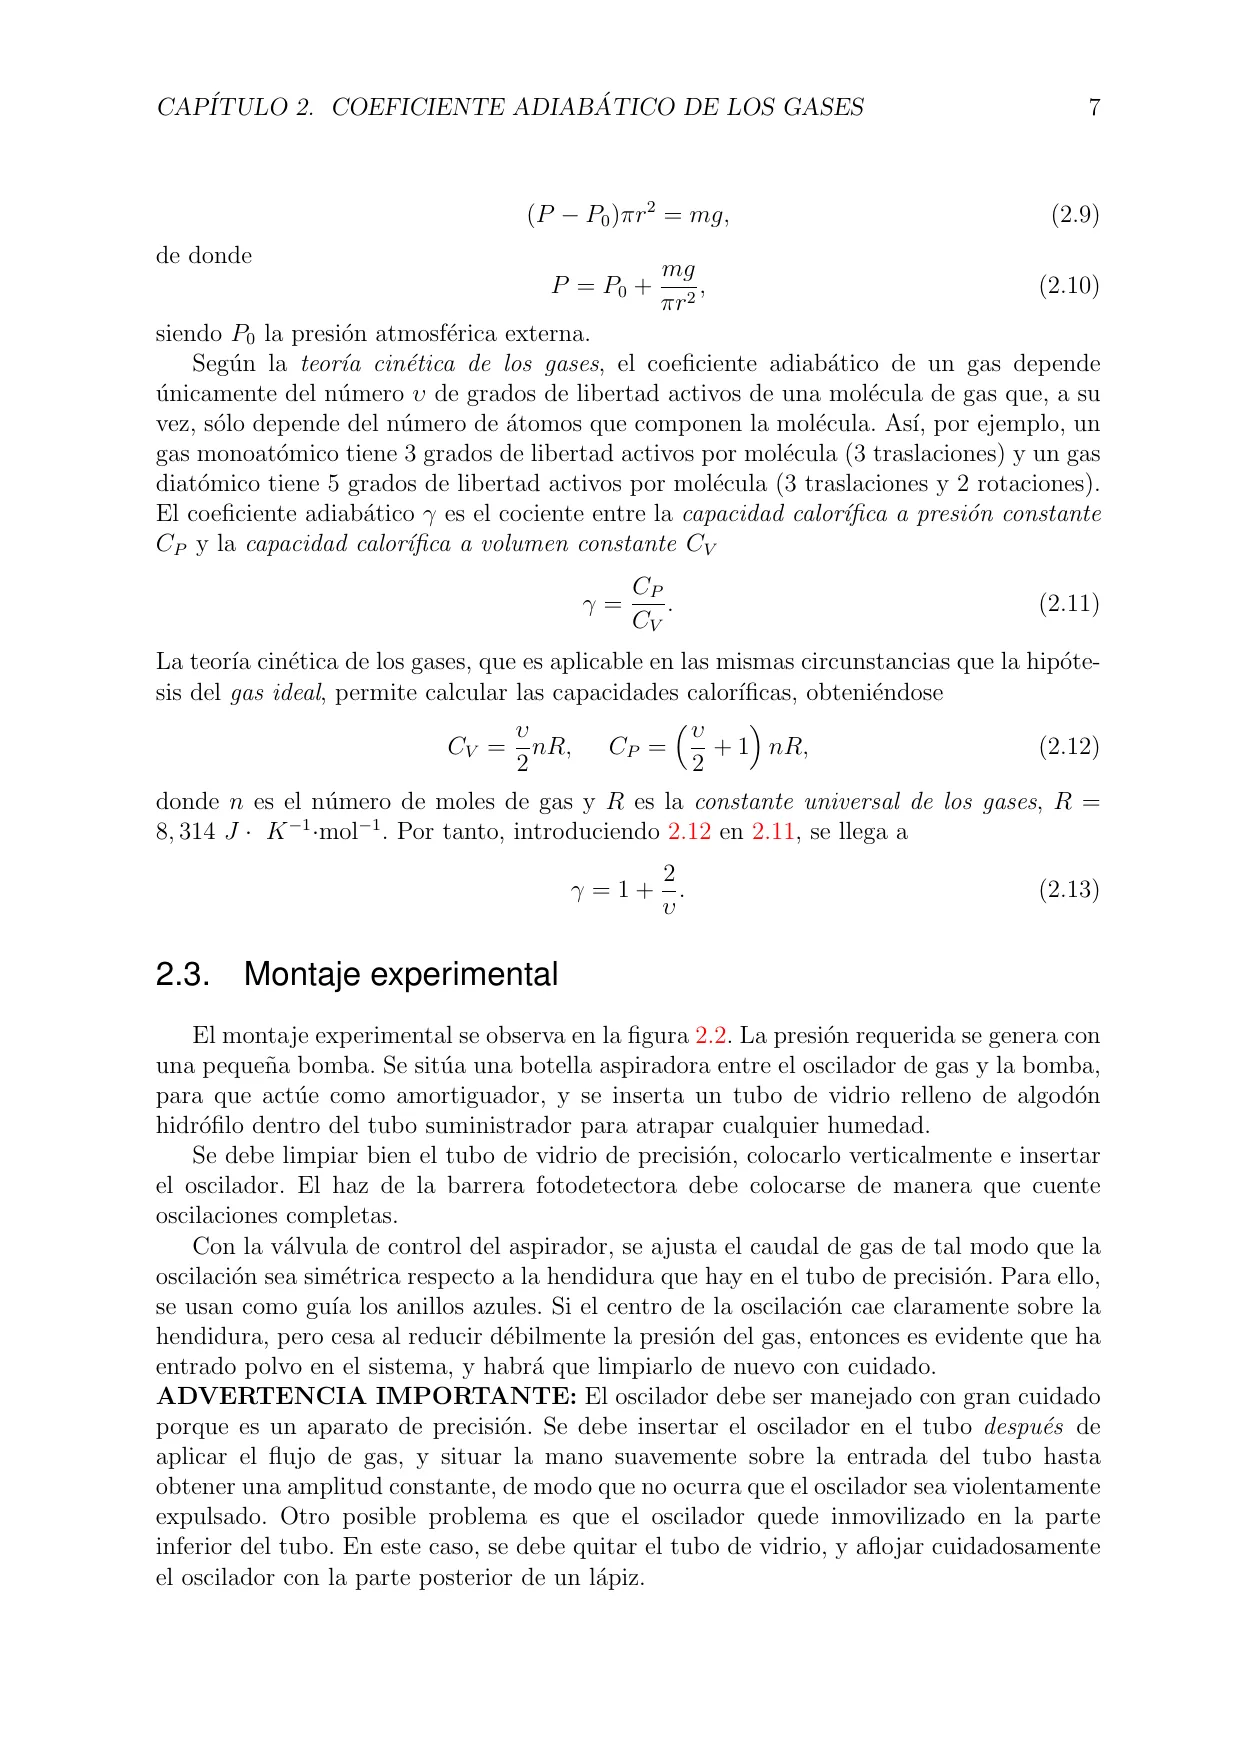 CAPÍTULO 2. COEFICIENTE ADIABÁTICO DE LOS GASES 7
(P − P₀)πr² = mg, (2.9)
de donde
P = P₀ + mg/πr², (2.10)
siendo P₀ la presión atmosférica externa.
Según la teoría cinética de los gases, el coeficiente adiabático de un gas depende
únicamente del número υ de grados de libertad activos de una molécula de gas que, a su
vez, sólo depende del número de átomos que componen la molécula. Así, por ejemplo, un
gas monoatómico tiene 3 grados de libertad activos por molécula (3 traslaciones) y un gas
diatómico tiene 5 grados de libertad activos por molécula (3 traslaciones y 2 rotaciones).
El coeficiente adiabático γ es el cociente entre la capacidad calorífica a presión constante
C_P y la capacidad calorífica a volumen constante C_V
γ = C_P/C_V. (2.11)
La teoría cinética de los gases, que es aplicable en las mismas circunstancias que la hipóte-
sis del gas ideal, permite calcular las capacidades caloríficas, obteniéndose
C_V = υ/2 nR, C_P = (υ/2 + 1) nR, (2.12)
donde n es el número de moles de gas y R es la constante universal de los gases, R =
8, 314 J · K⁻¹·mol⁻¹. Por tanto, introduciendo 2.12 en 2.11, se llega a
γ = 1 + 2/υ. (2.13)
2.3. Montaje experimental
El montaje experimental se observa en la figura 2.2. La presión requerida se genera con
una pequeña bomba. Se sitúa una botella aspiradora entre el oscilador de gas y la bomba,
para que actúe como amortiguador, y se inserta un tubo de vidrio relleno de algodón
hidrófilo dentro del tubo suministrador para atrapar cualquier humedad.
Se debe limpiar bien el tubo de vidrio de precisión, colocarlo verticalmente e insertar
el oscilador. El haz de la barrera fotodetectora debe colocarse de manera que cuente
oscilaciones completas.
Con la válvula de control del aspirador, se ajusta el caudal de gas de tal modo que la
oscilación sea simétrica respecto a la hendidura que hay en el tubo de precisión. Para ello,
se usan como guía los anillos azules. Si el centro de la oscilación cae claramente sobre la
hendidura, pero cesa al reducir débilmente la presión del gas, entonces es evidente que ha
entrado polvo en el sistema, y habrá que limpiarlo de nuevo con cuidado.
ADVERTENCIA IMPORTANTE: El oscilador debe ser manejado con gran cuidado
porque es un aparato de precisión. Se debe insertar el oscilador en el tubo después de
aplicar el flujo de gas, y situar la mano suavemente sobre la entrada del tubo hasta
obtener una amplitud constante, de modo que no ocurra que el oscilador sea violentamente
expulsado. Otro posible problema es que el oscilador quede inmovilizado en la parte
inferior del tubo. En este caso, se debe quitar el tubo de vidrio, y aflojar cuidadosamente
el oscilador con la parte posterior de un lápiz.